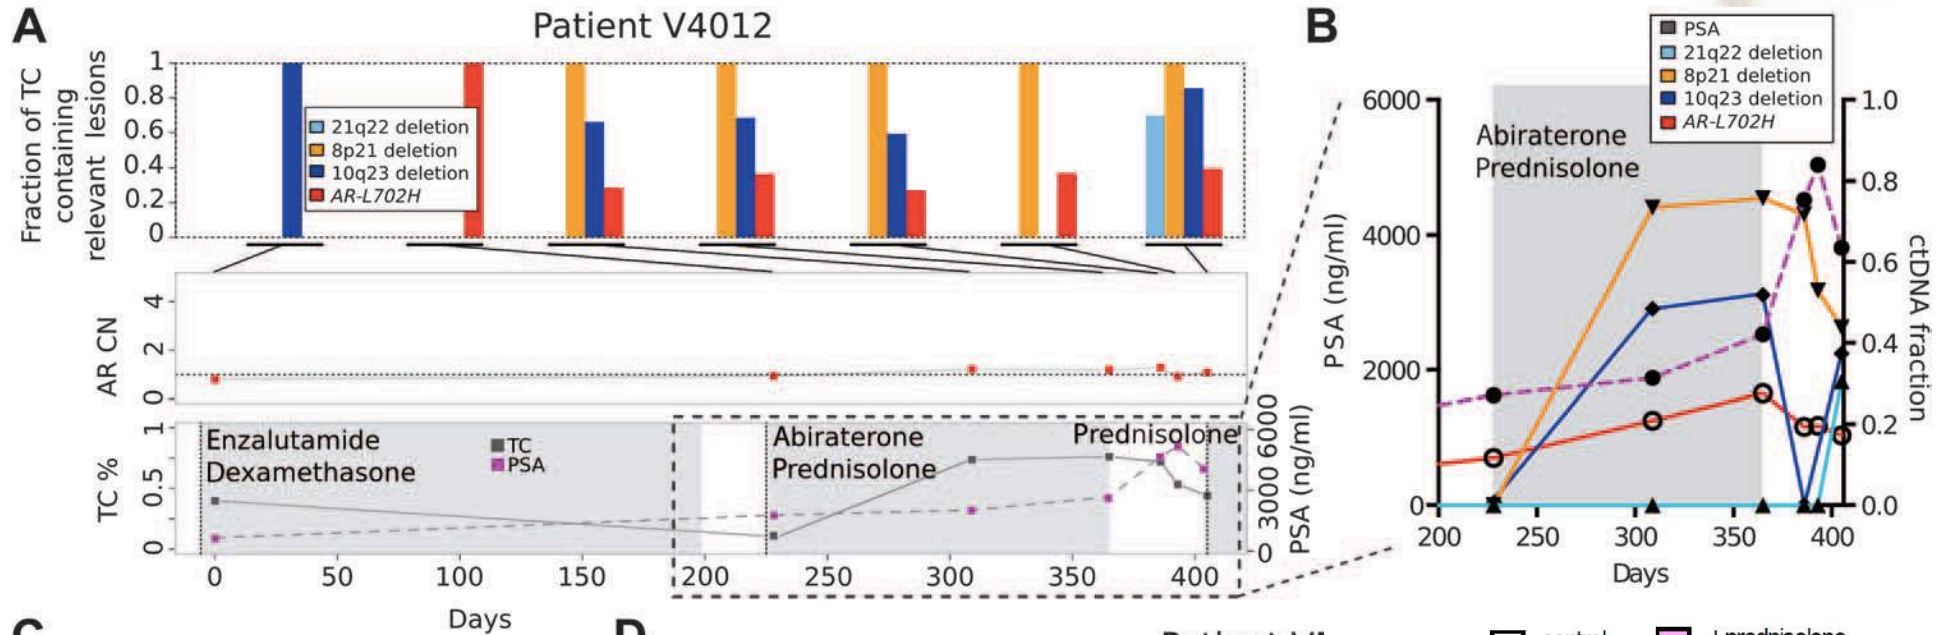 A
Patient V4012
Fraction of TC
containing
relevant lesions
1
0.8
0.6
0.4
0.2
0
21q22 deletion
8p21 deletion
10q23 deletion
AR-L702H
AR CN
4
2
0
TC %
1
0.5
0
Enzalutamide
Dexamethasone
TC
PSA
Abiraterone
Prednisolone
Prednisolone
PSA (ng/ml)
6000
3000
0
0 50 100 150 200 250 300 350 400
Days
B
PSA
21q22 deletion
8p21 deletion
10q23 deletion
AR-L702H
Abiraterone
Prednisolone
PSA (ng/ml)
6000
4000
2000
0
ctDNA fraction
1.0
0.8
0.6
0.4
0.2
0.0
200 250 300 350 400
Days